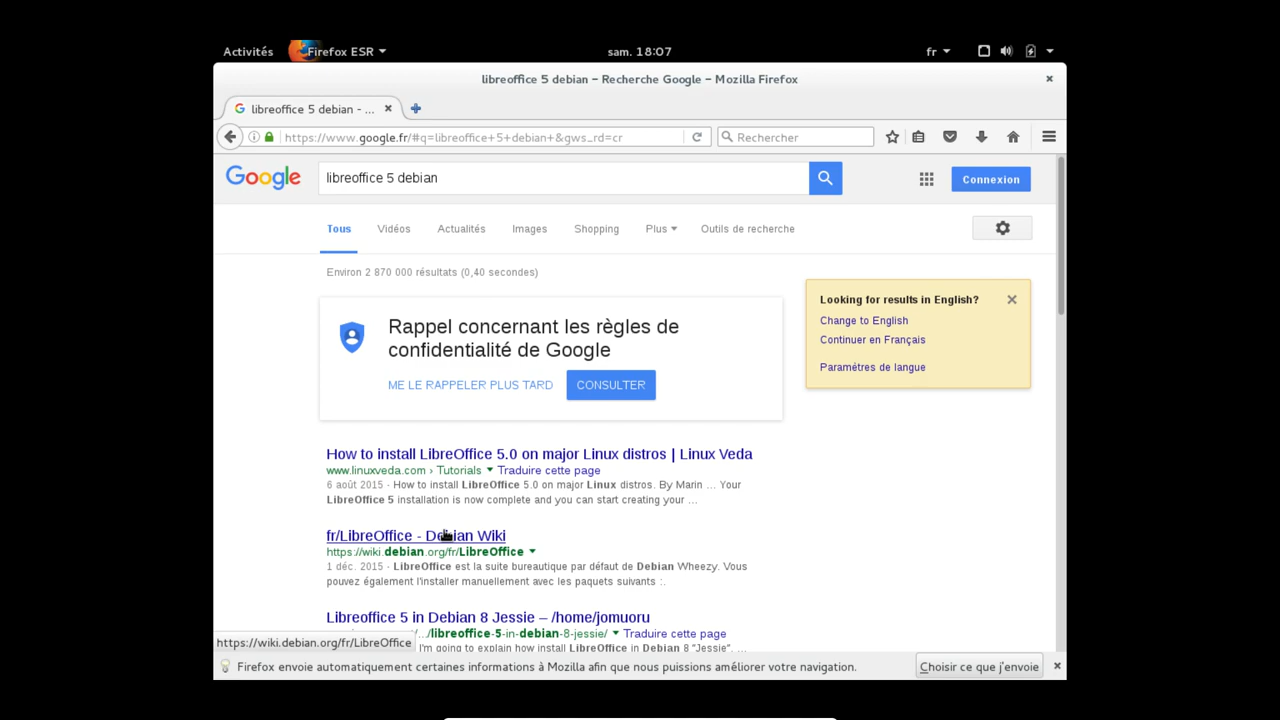 Activités Firefox ESR sam. 18:07 fr
libreoffice 5 debian – Recherche Google – Mozilla Firefox
libreoffice 5 debian - ...
https://www.google.fr/#q=libreoffice+5+debian+&gws_rd=cr Rechercher
Google libreoffice 5 debian Connexion
Tous Vidéos Actualités Images Shopping Plus Outils de recherche
Environ 2 870 000 résultats (0,40 secondes)
Rappel concernant les règles de
confidentialité de Google
ME LE RAPPELER PLUS TARD CONSULTER
Looking for results in English?
Change to English
Continuer en Français
Paramètres de langue
How to install LibreOffice 5.0 on major Linux distros | Linux Veda
www.linuxveda.com › Tutorials Traduire cette page
6 août 2015 - How to install LibreOffice 5.0 on major Linux distros. By Marin ... Your
LibreOffice 5 installation is now complete and you can start creating your ...
fr/LibreOffice - Debian Wiki
https://wiki.debian.org/fr/LibreOffice
1 déc. 2015 - LibreOffice est la suite bureautique par défaut de Debian Wheezy. Vous
pouvez également l'installer manuellement avec les paquets suivants :.
Libreoffice 5 in Debian 8 Jessie – /home/jomuoru
/.../libreoffice-5-in-debian-8-jessie/ Traduire cette page
https://wiki.debian.org/fr/LibreOffice
I'm going to explain how install LibreOffice in Debian 8 "Jessie". ...
Firefox envoie automatiquement certaines informations à Mozilla afin que nous puissions améliorer votre navigation. Choisir ce que j'envoie